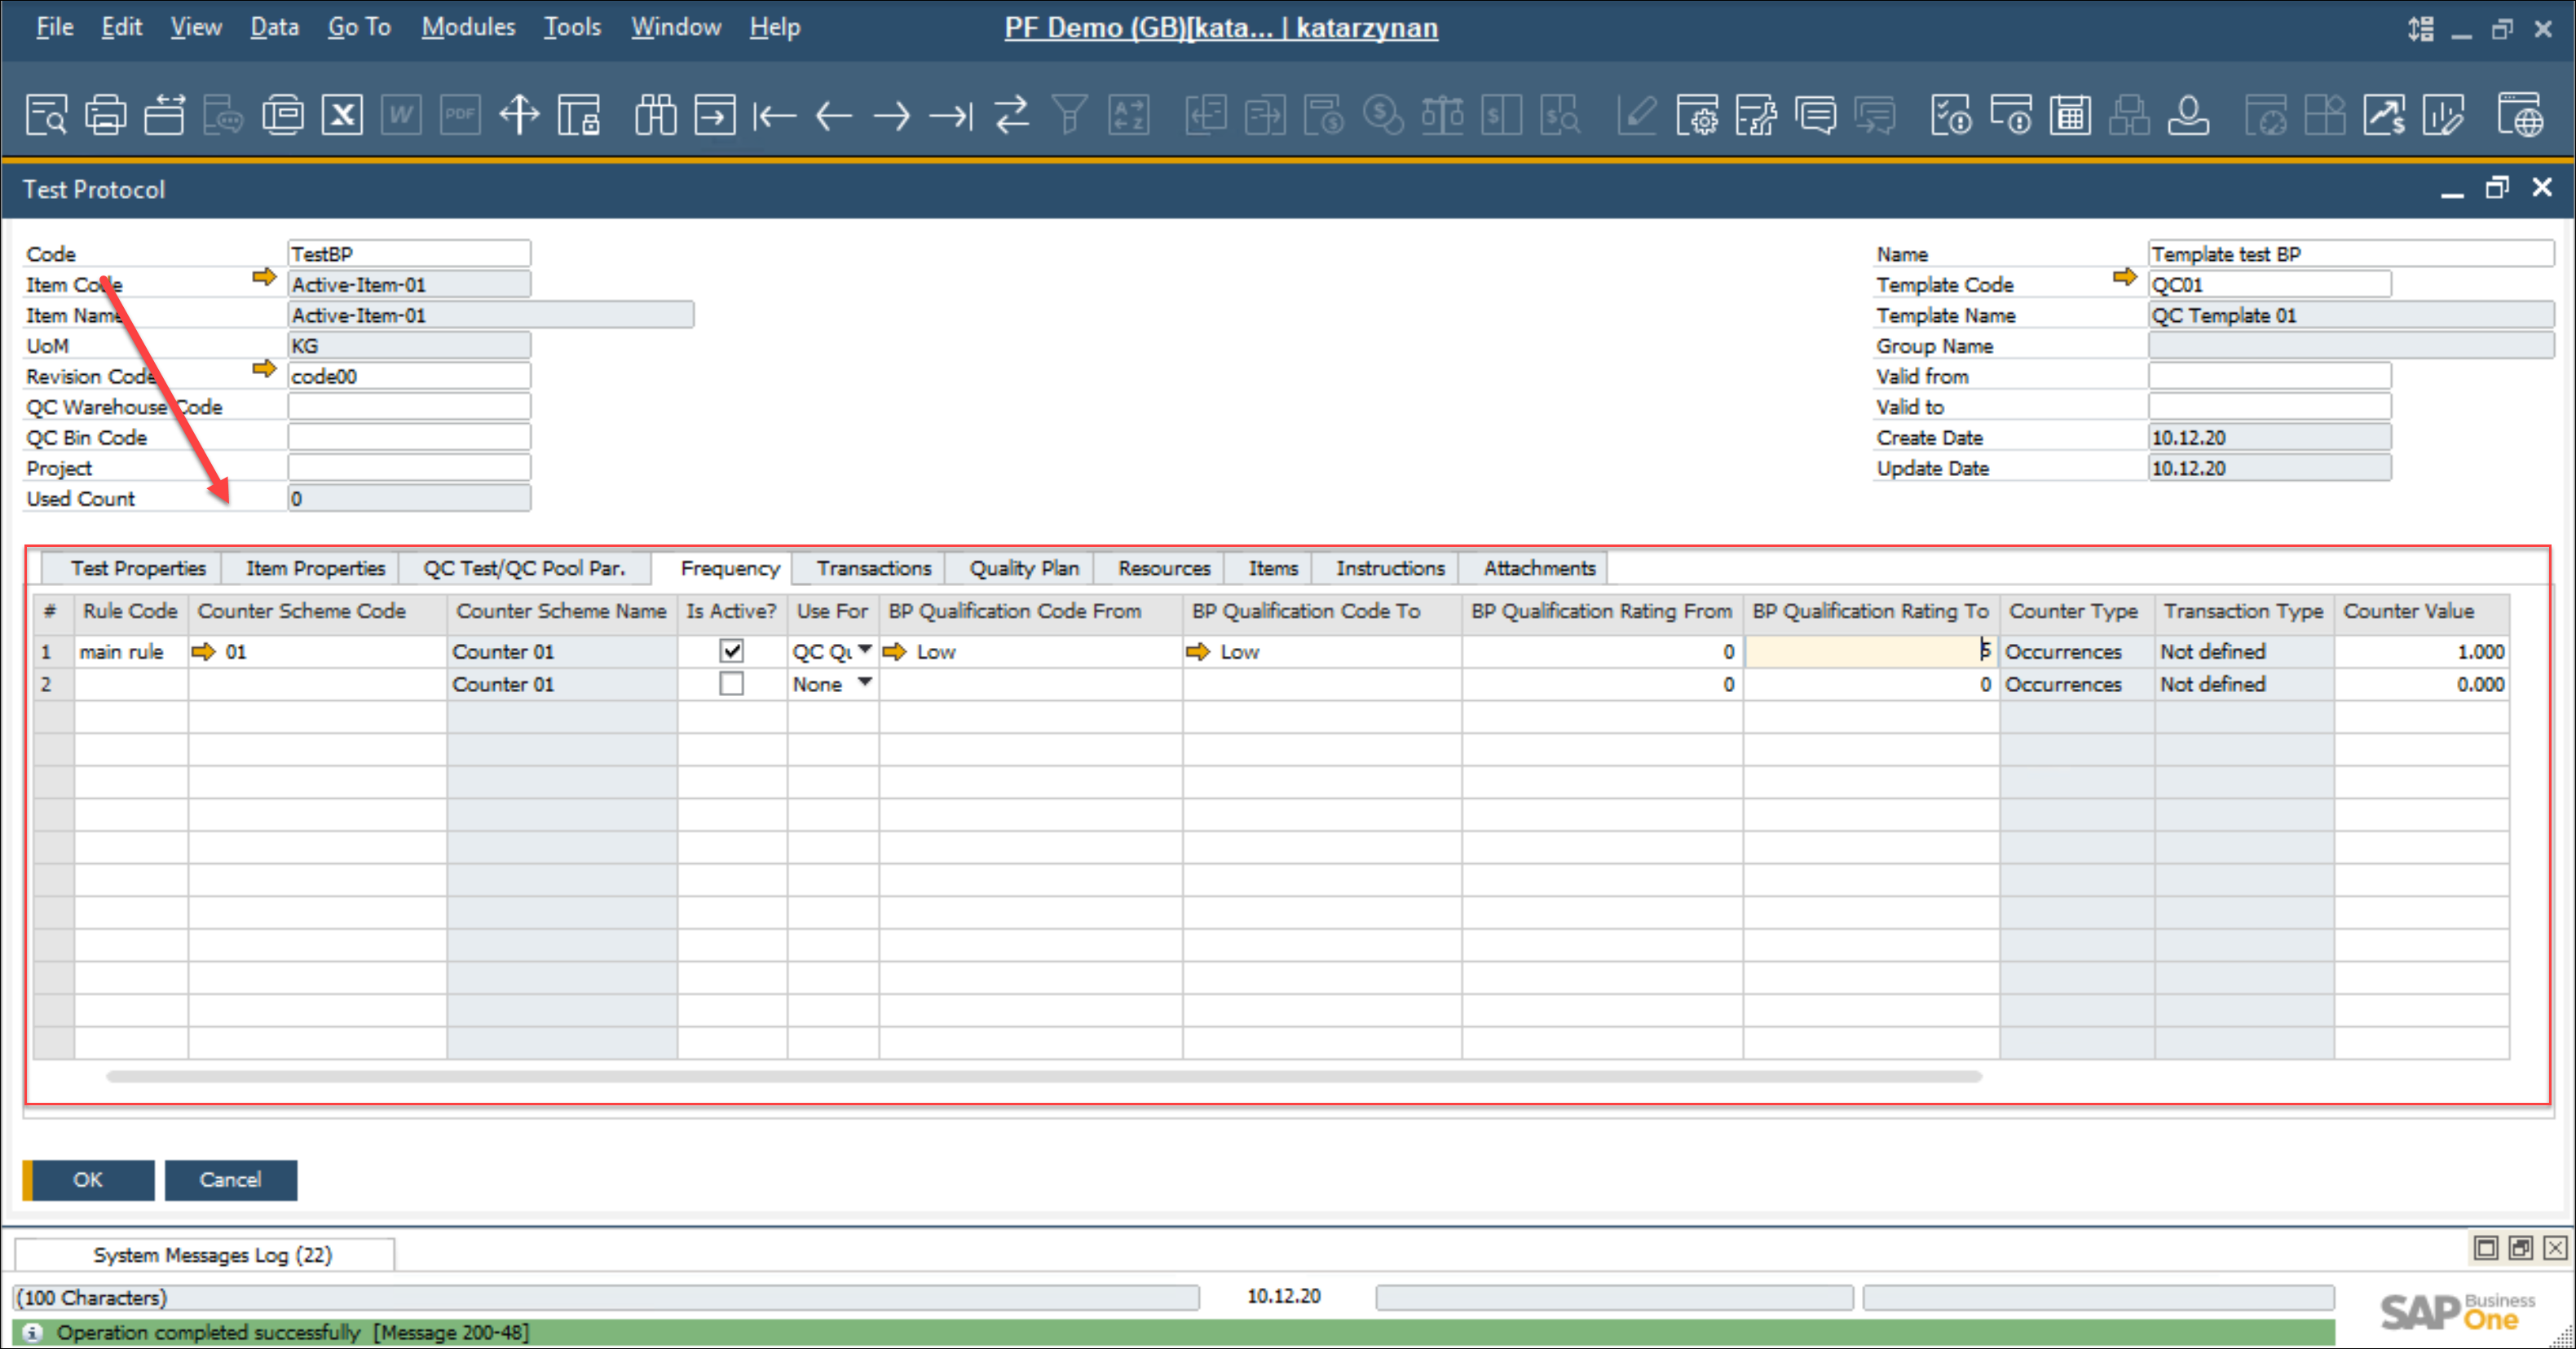 File Edit View Data Go To Modules Tools Window Help PF Demo (GB)[kata... | katarzynan
Test Protocol
Code TestBP Name Template test BP
Item Code Active-Item-01 Template Code QC01
Item Name Active-Item-01 Template Name QC Template 01
UoM KG Group Name
Revision Code code00 Valid from
QC Warehouse Code Valid to
QC Bin Code Create Date 10.12.20
Project Update Date 10.12.20
Used Count 0
Test Properties Item Properties QC Test/QC Pool Par. Frequency Transactions Quality Plan Resources Items Instructions Attachments
# Rule Code Counter Scheme Code Counter Scheme Name Is Active? Use For BP Qualification Code From BP Qualification Code To BP Qualification Rating From BP Qualification Rating To Counter Type Transaction Type Counter Value
1 main rule 01 Counter 01 QC Qu Low Low 0 5 Occurrences Not defined 1.000
2 Counter 01 None 0 0 Occurrences Not defined 0.000
OK Cancel
System Messages Log (22)
(100 Characters) 10.12.20
Operation completed successfully [Message 200-48]
SAP Business One